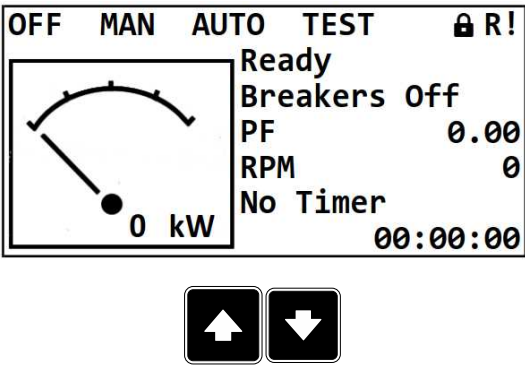 OFF MAN AUTO TEST R!
Ready
Breakers Off
PF 0.00
RPM 0
No Timer
00:00:00
0 kW